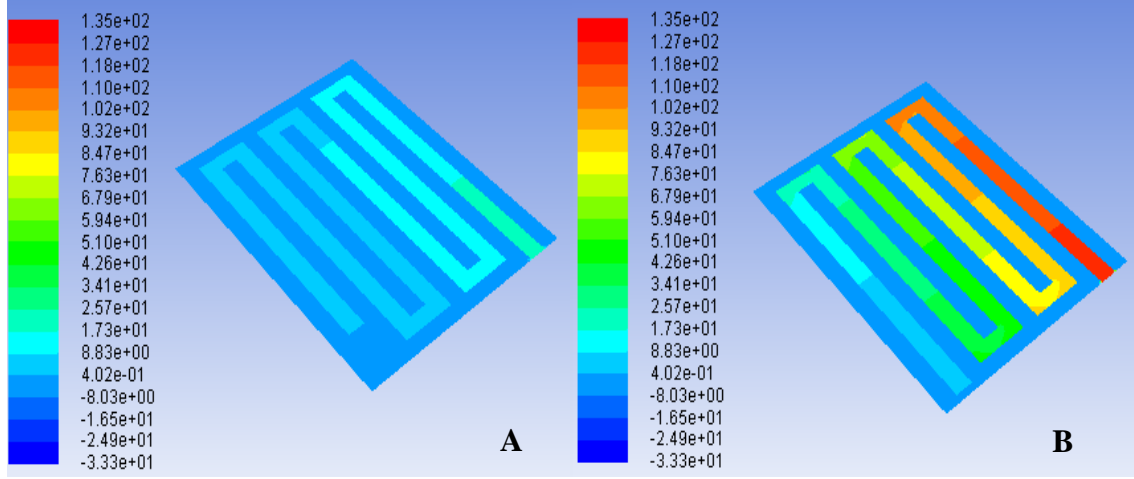 1.35e+02
1.27e+02
1.18e+02
1.10e+02
1.02e+02
9.32e+01
8.47e+01
7.63e+01
6.79e+01
5.94e+01
5.10e+01
4.26e+01
3.41e+01
2.57e+01
1.73e+01
8.83e+00
4.02e-01
-8.03e+00
-1.65e+01
-2.49e+01
-3.33e+01
A
1.35e+02
1.27e+02
1.18e+02
1.10e+02
1.02e+02
9.32e+01
8.47e+01
7.63e+01
6.79e+01
5.94e+01
5.10e+01
4.26e+01
3.41e+01
2.57e+01
1.73e+01
8.83e+00
4.02e-01
-8.03e+00
-1.65e+01
-2.49e+01
-3.33e+01
B